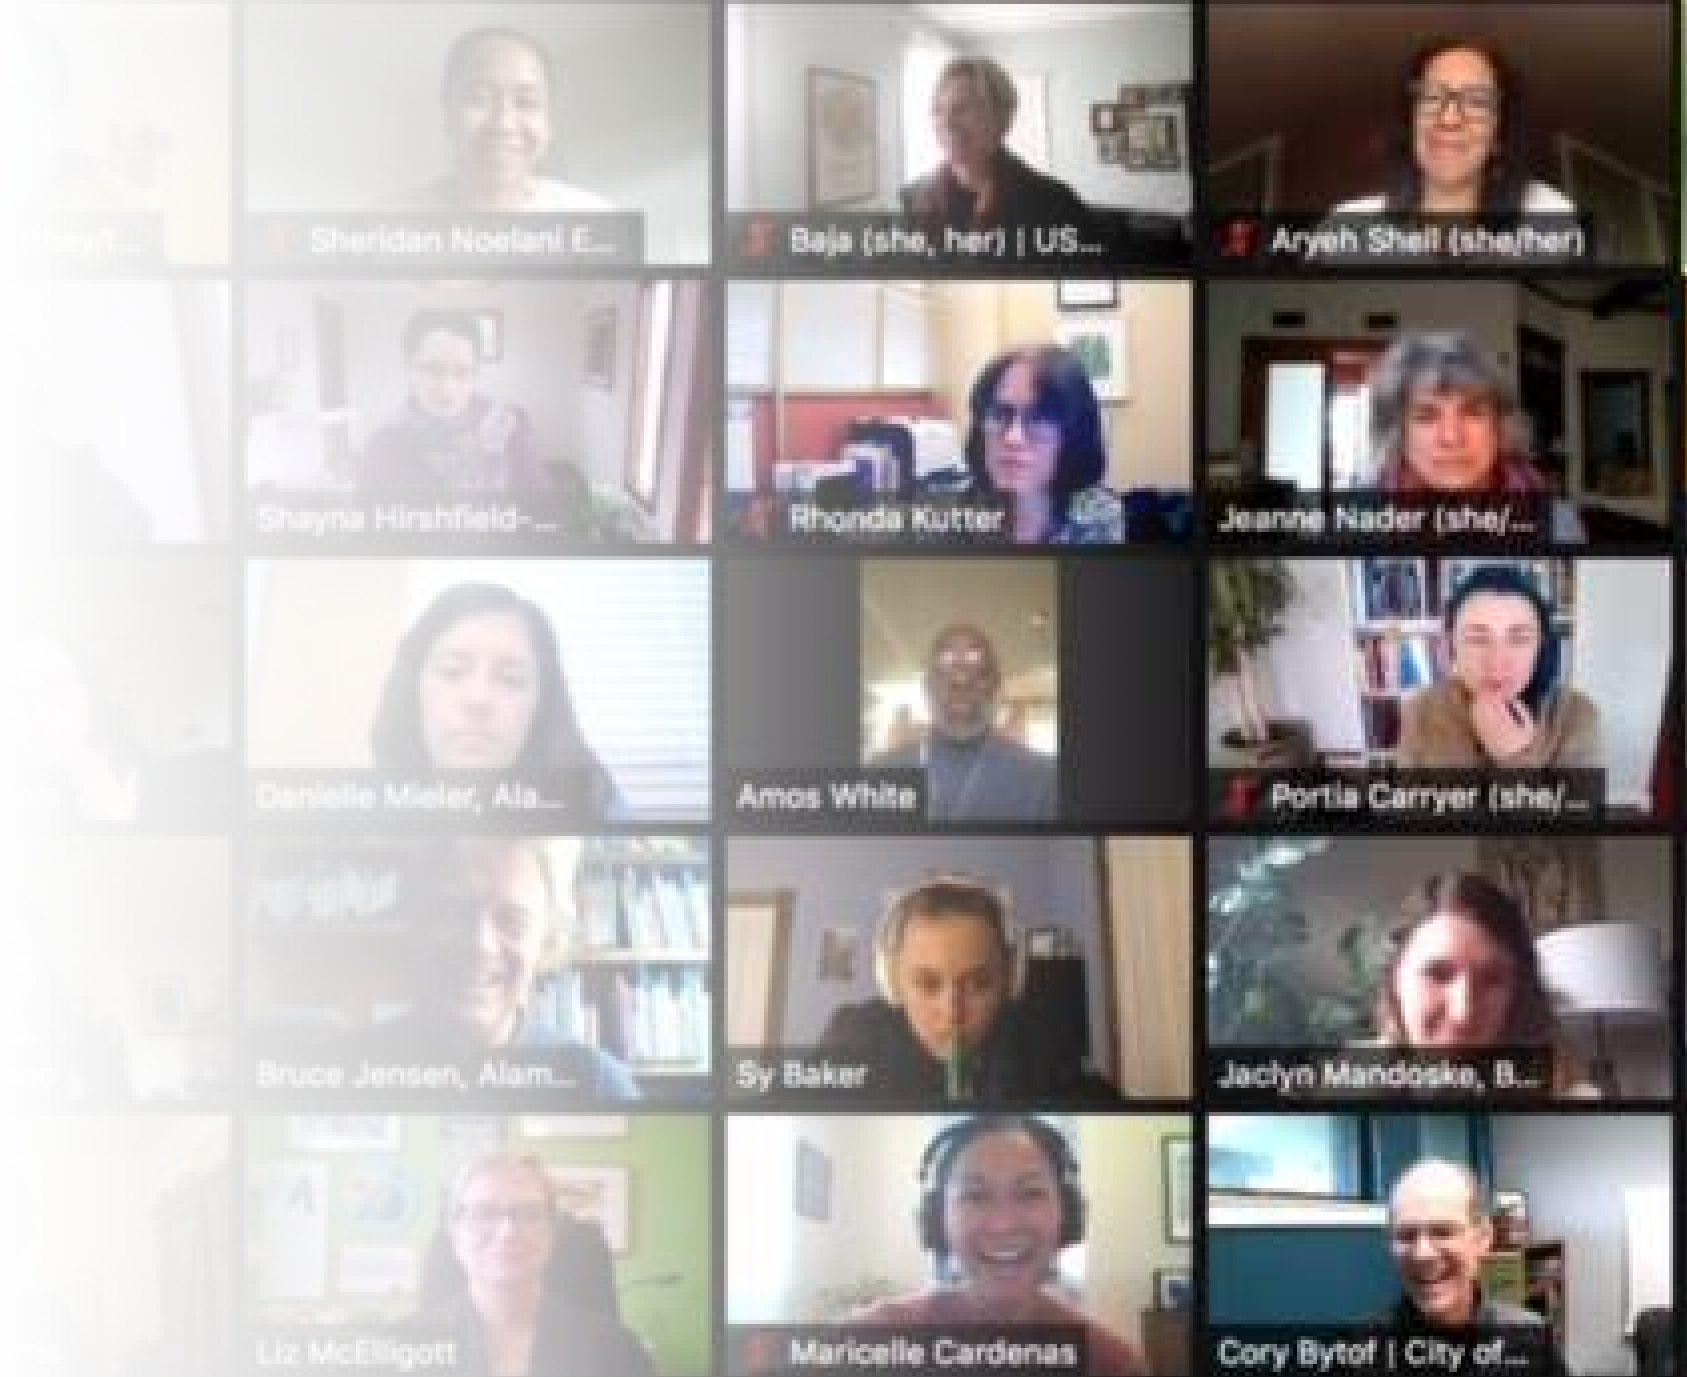 Sheridan Noelani E...
Baja (she, her) | US...
Aryeh Shell (she/her)
Shayna Hirshfield-...
Rhonda Kutter
Jeanne Nader (she/...
Danielle Mieler, Ala...
Amos White
Portia Carryer (she/...
Bruce Jensen, Alam...
Sy Baker
Jaclyn Mandoske, B...
Liz McElligott
Maricelle Cardenas
Cory Bytof | City of...